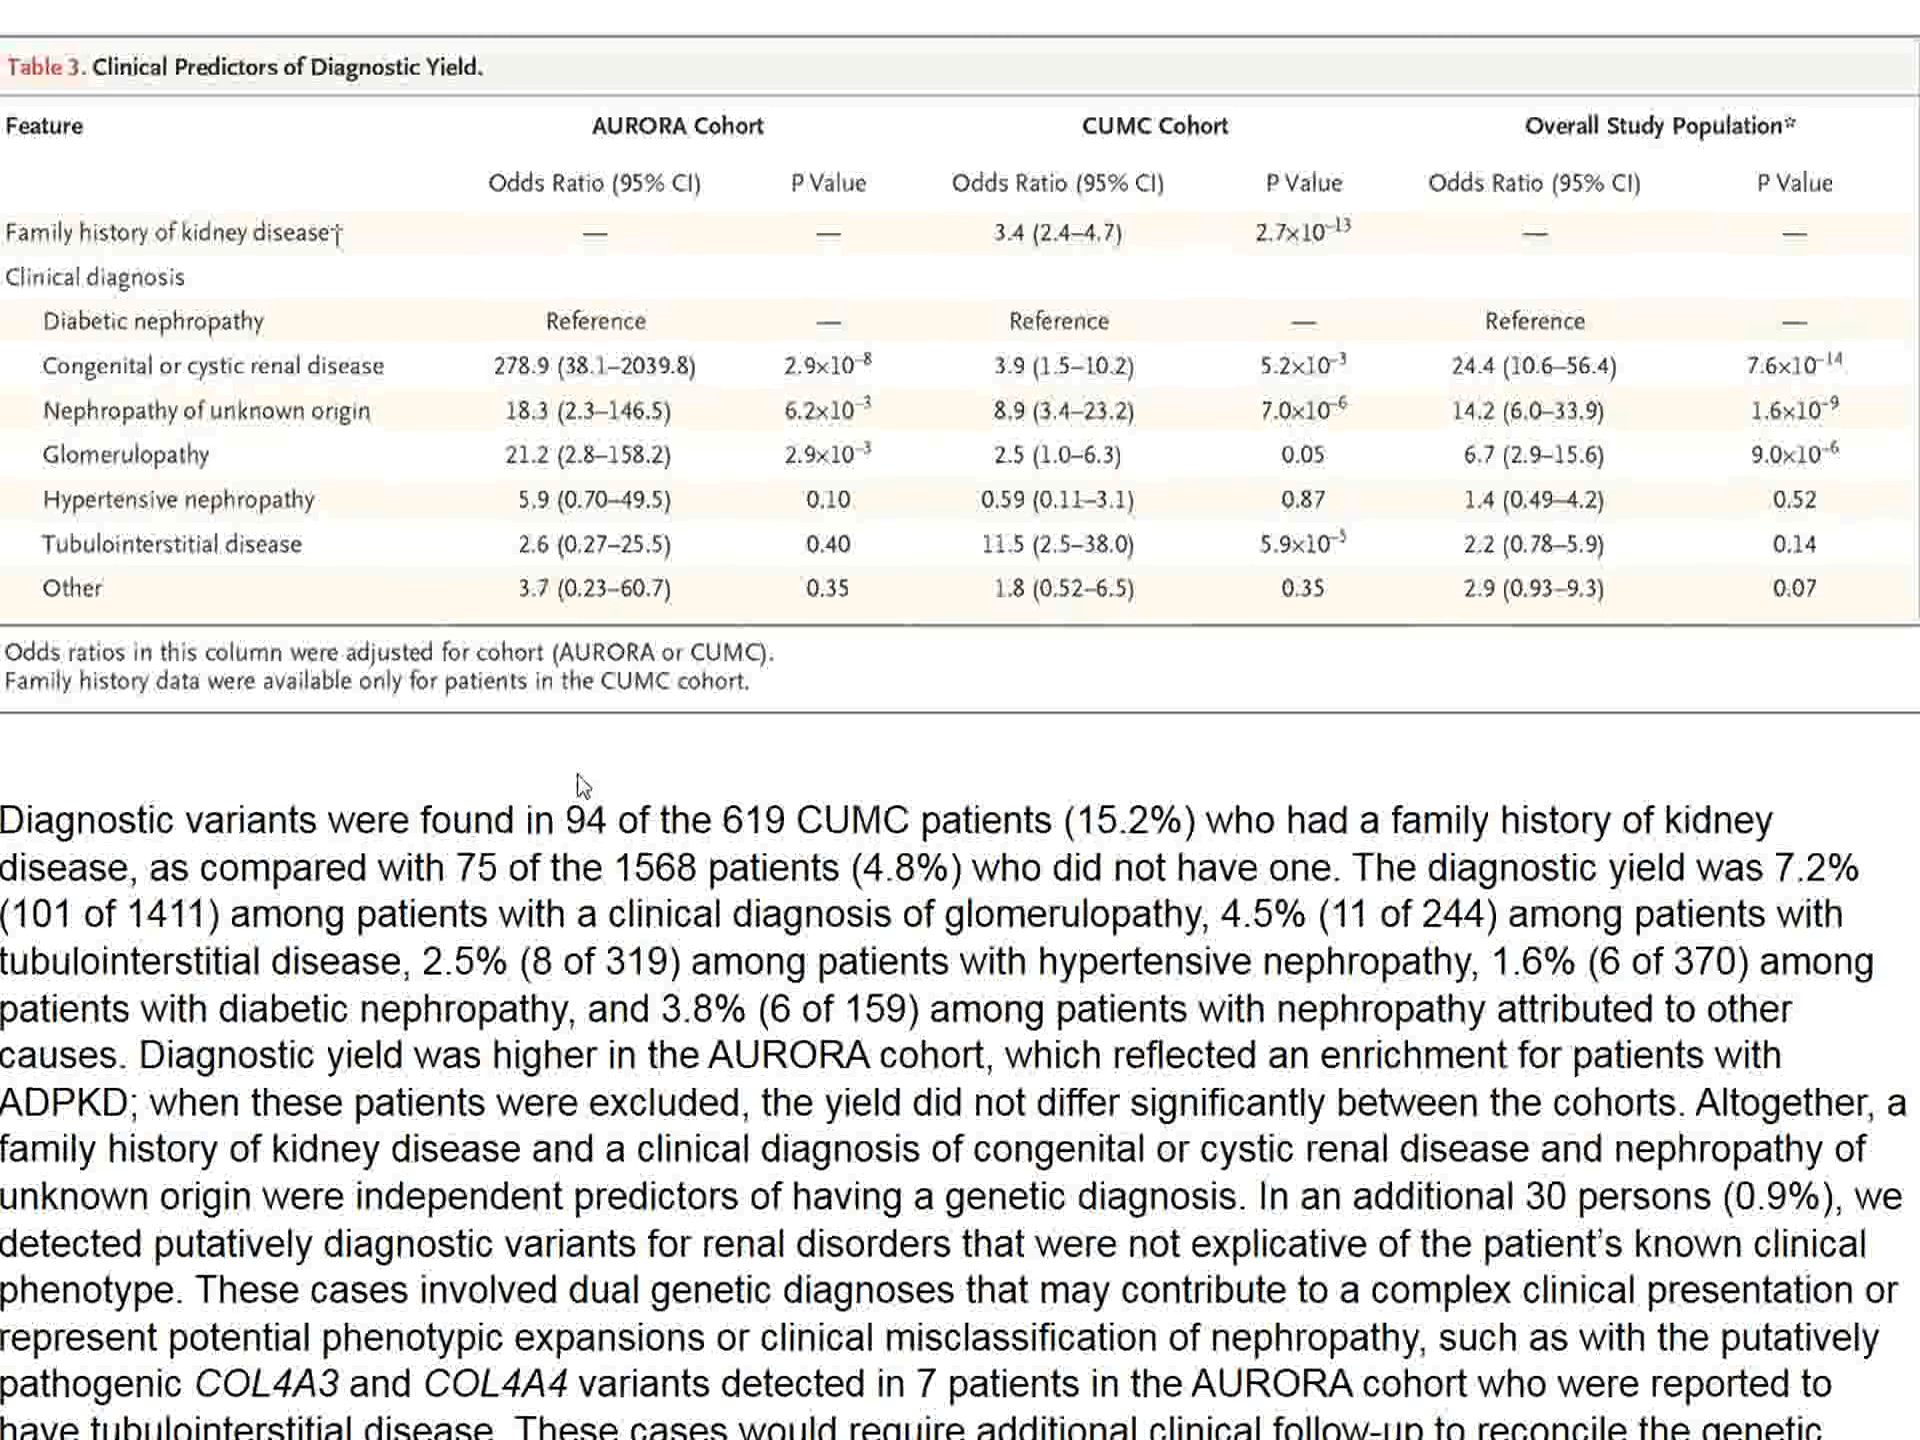 Table 3. Clinical Predictors of Diagnostic Yield.
Feature AURORA Cohort CUMC Cohort Overall Study Population*
Odds Ratio (95% CI) P Value Odds Ratio (95% CI) P Value Odds Ratio (95% CI) P Value
Family history of kidney disease† — — 3.4 (2.4–4.7) 2.7×10⁻¹³ — —
Clinical diagnosis
Diabetic nephropathy Reference — Reference — Reference —
Congenital or cystic renal disease 278.9 (38.1–2039.8) 2.9×10⁻⁸ 3.9 (1.5–10.2) 5.2×10⁻³ 24.4 (10.6–56.4) 7.6×10⁻¹⁴
Nephropathy of unknown origin 18.3 (2.3–146.5) 6.2×10⁻³ 8.9 (3.4–23.2) 7.0×10⁻⁶ 14.2 (6.0–33.9) 1.6×10⁻⁹
Glomerulopathy 21.2 (2.8–158.2) 2.9×10⁻³ 2.5 (1.0–6.3) 0.05 6.7 (2.9–15.6) 9.0×10⁻⁶
Hypertensive nephropathy 5.9 (0.70–49.5) 0.10 0.59 (0.11–3.1) 0.87 1.4 (0.49–4.2) 0.52
Tubulointerstitial disease 2.6 (0.27–25.5) 0.40 11.5 (2.5–38.0) 5.9×10⁻⁵ 2.2 (0.78–5.9) 0.14
Other 3.7 (0.23–60.7) 0.35 1.8 (0.52–6.5) 0.35 2.9 (0.93–9.3) 0.07
Odds ratios in this column were adjusted for cohort (AURORA or CUMC).
Family history data were available only for patients in the CUMC cohort.
Diagnostic variants were found in 94 of the 619 CUMC patients (15.2%) who had a family history of kidney
disease, as compared with 75 of the 1568 patients (4.8%) who did not have one. The diagnostic yield was 7.2%
(101 of 1411) among patients with a clinical diagnosis of glomerulopathy, 4.5% (11 of 244) among patients with
tubulointerstitial disease, 2.5% (8 of 319) among patients with hypertensive nephropathy, 1.6% (6 of 370) among
patients with diabetic nephropathy, and 3.8% (6 of 159) among patients with nephropathy attributed to other
causes. Diagnostic yield was higher in the AURORA cohort, which reflected an enrichment for patients with
ADPKD; when these patients were excluded, the yield did not differ significantly between the cohorts. Altogether, a
family history of kidney disease and a clinical diagnosis of congenital or cystic renal disease and nephropathy of
unknown origin were independent predictors of having a genetic diagnosis. In an additional 30 persons (0.9%), we
detected putatively diagnostic variants for renal disorders that were not explicative of the patient’s known clinical
phenotype. These cases involved dual genetic diagnoses that may contribute to a complex clinical presentation or
represent potential phenotypic expansions or clinical misclassification of nephropathy, such as with the putatively
pathogenic COL4A3 and COL4A4 variants detected in 7 patients in the AURORA cohort who were reported to
have tubulointerstitial disease. These cases would require additional clinical follow-up to reconcile the genetic